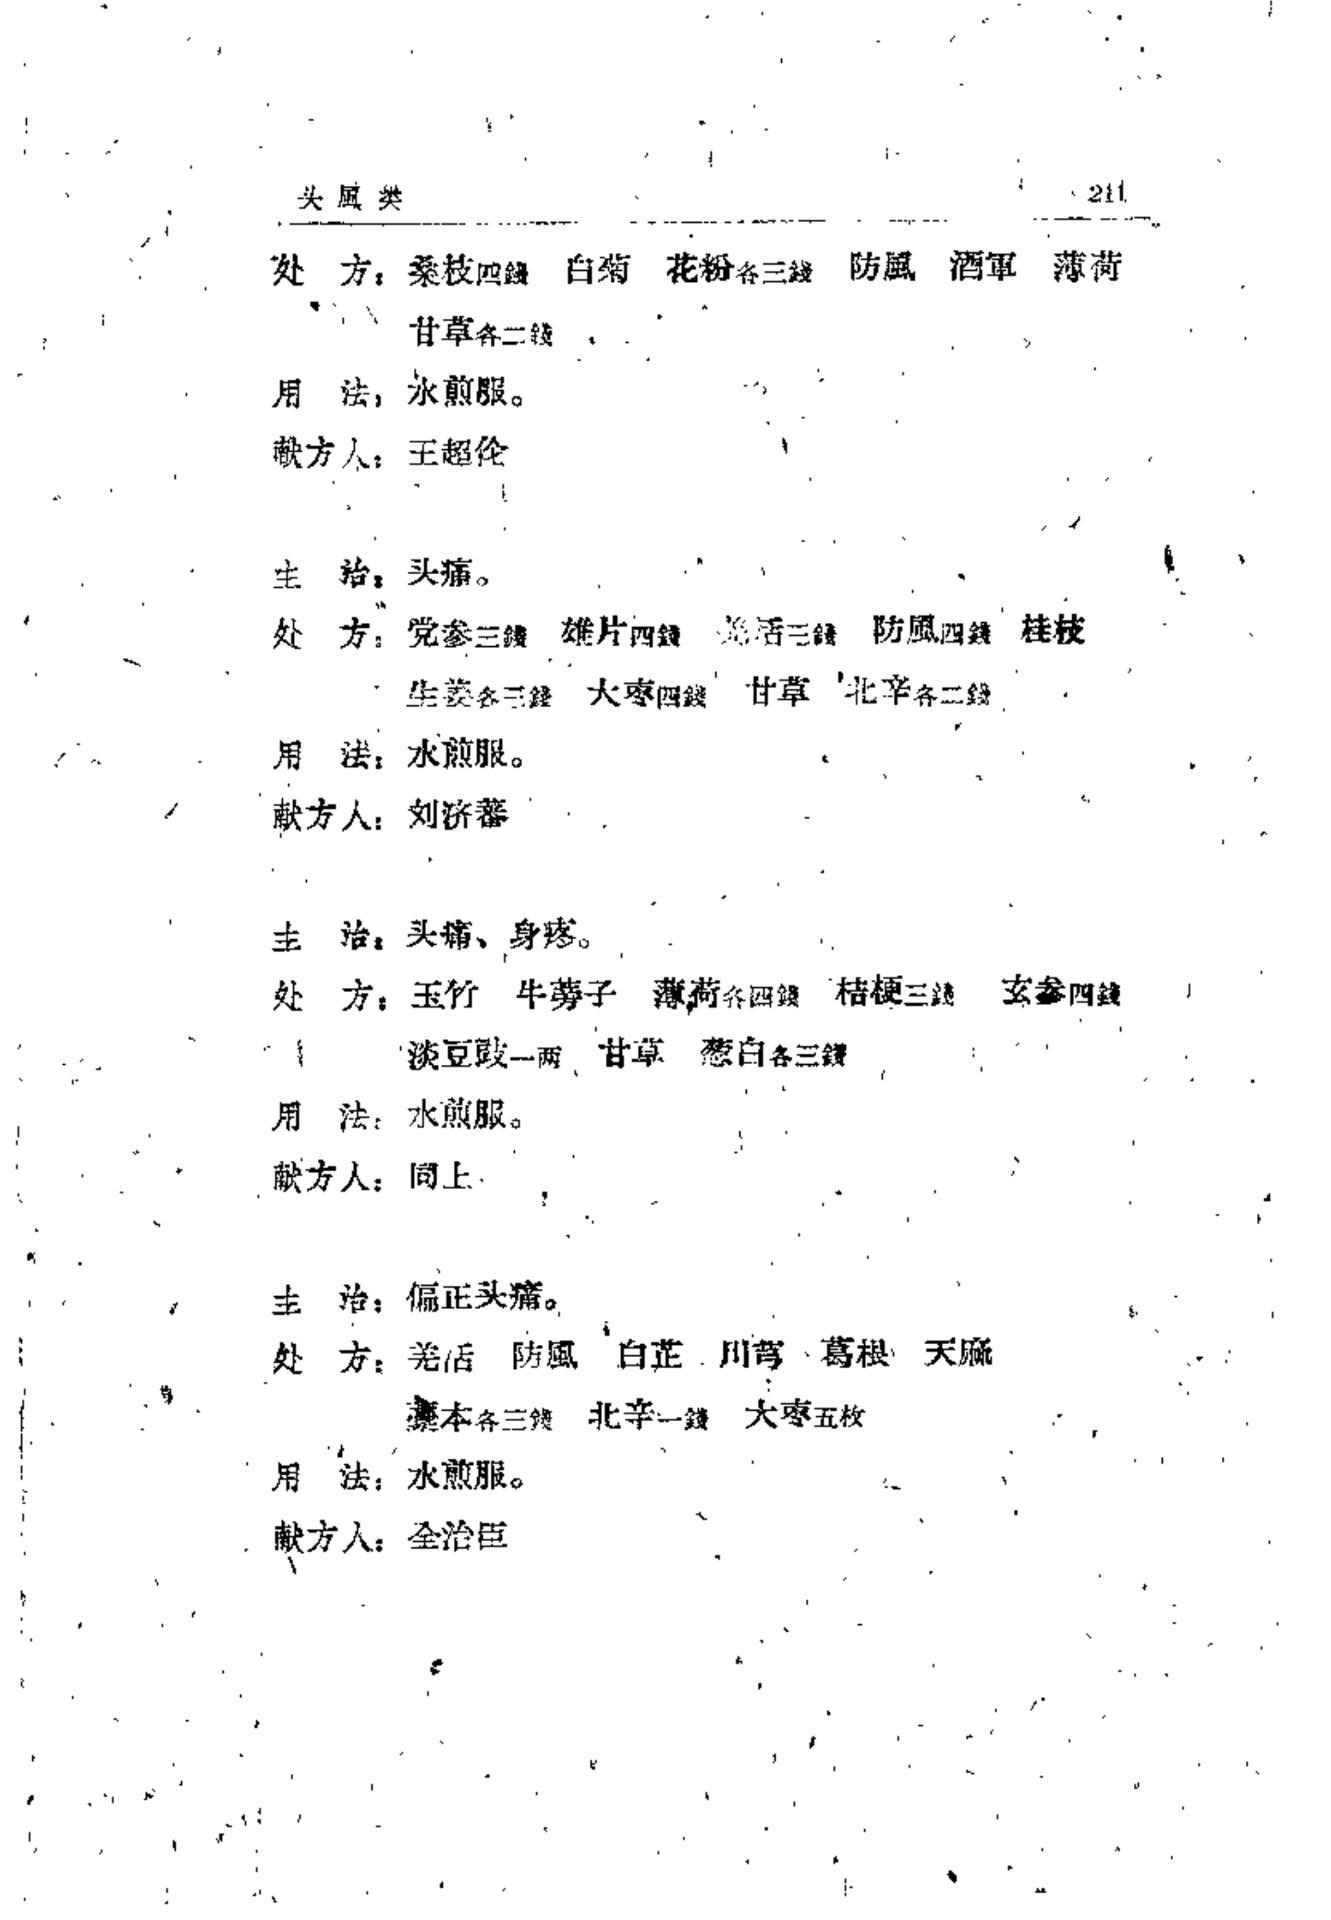 头風类 211
处 方：桑枝四錢 白菊 花粉各三錢 防風 酒軍 薄荷
甘草各二錢
用 法：水煎服。
献方人：王超伦
主 治：头痛。
处 方：党参三錢 雄片四錢 羌活三錢 防風四錢 桂枝
生姜各三錢 大枣四錢 甘草 北辛各二錢
用 法：水煎服。
献方人：刘济蕃
主 治：头痛、身疼。
处 方：玉竹 牛蒡子 薄荷各四錢 桔梗三錢 玄参四錢
淡豆豉一两 甘草 葱白各三錢
用 法：水煎服。
献方人：同上
主 治：偏正头痛。
处 方：羌活 防風 白芷 川芎 葛根 天麻
藁本各三錢 北辛一錢 大枣五枚
用 法：水煎服。
献方人：全治臣